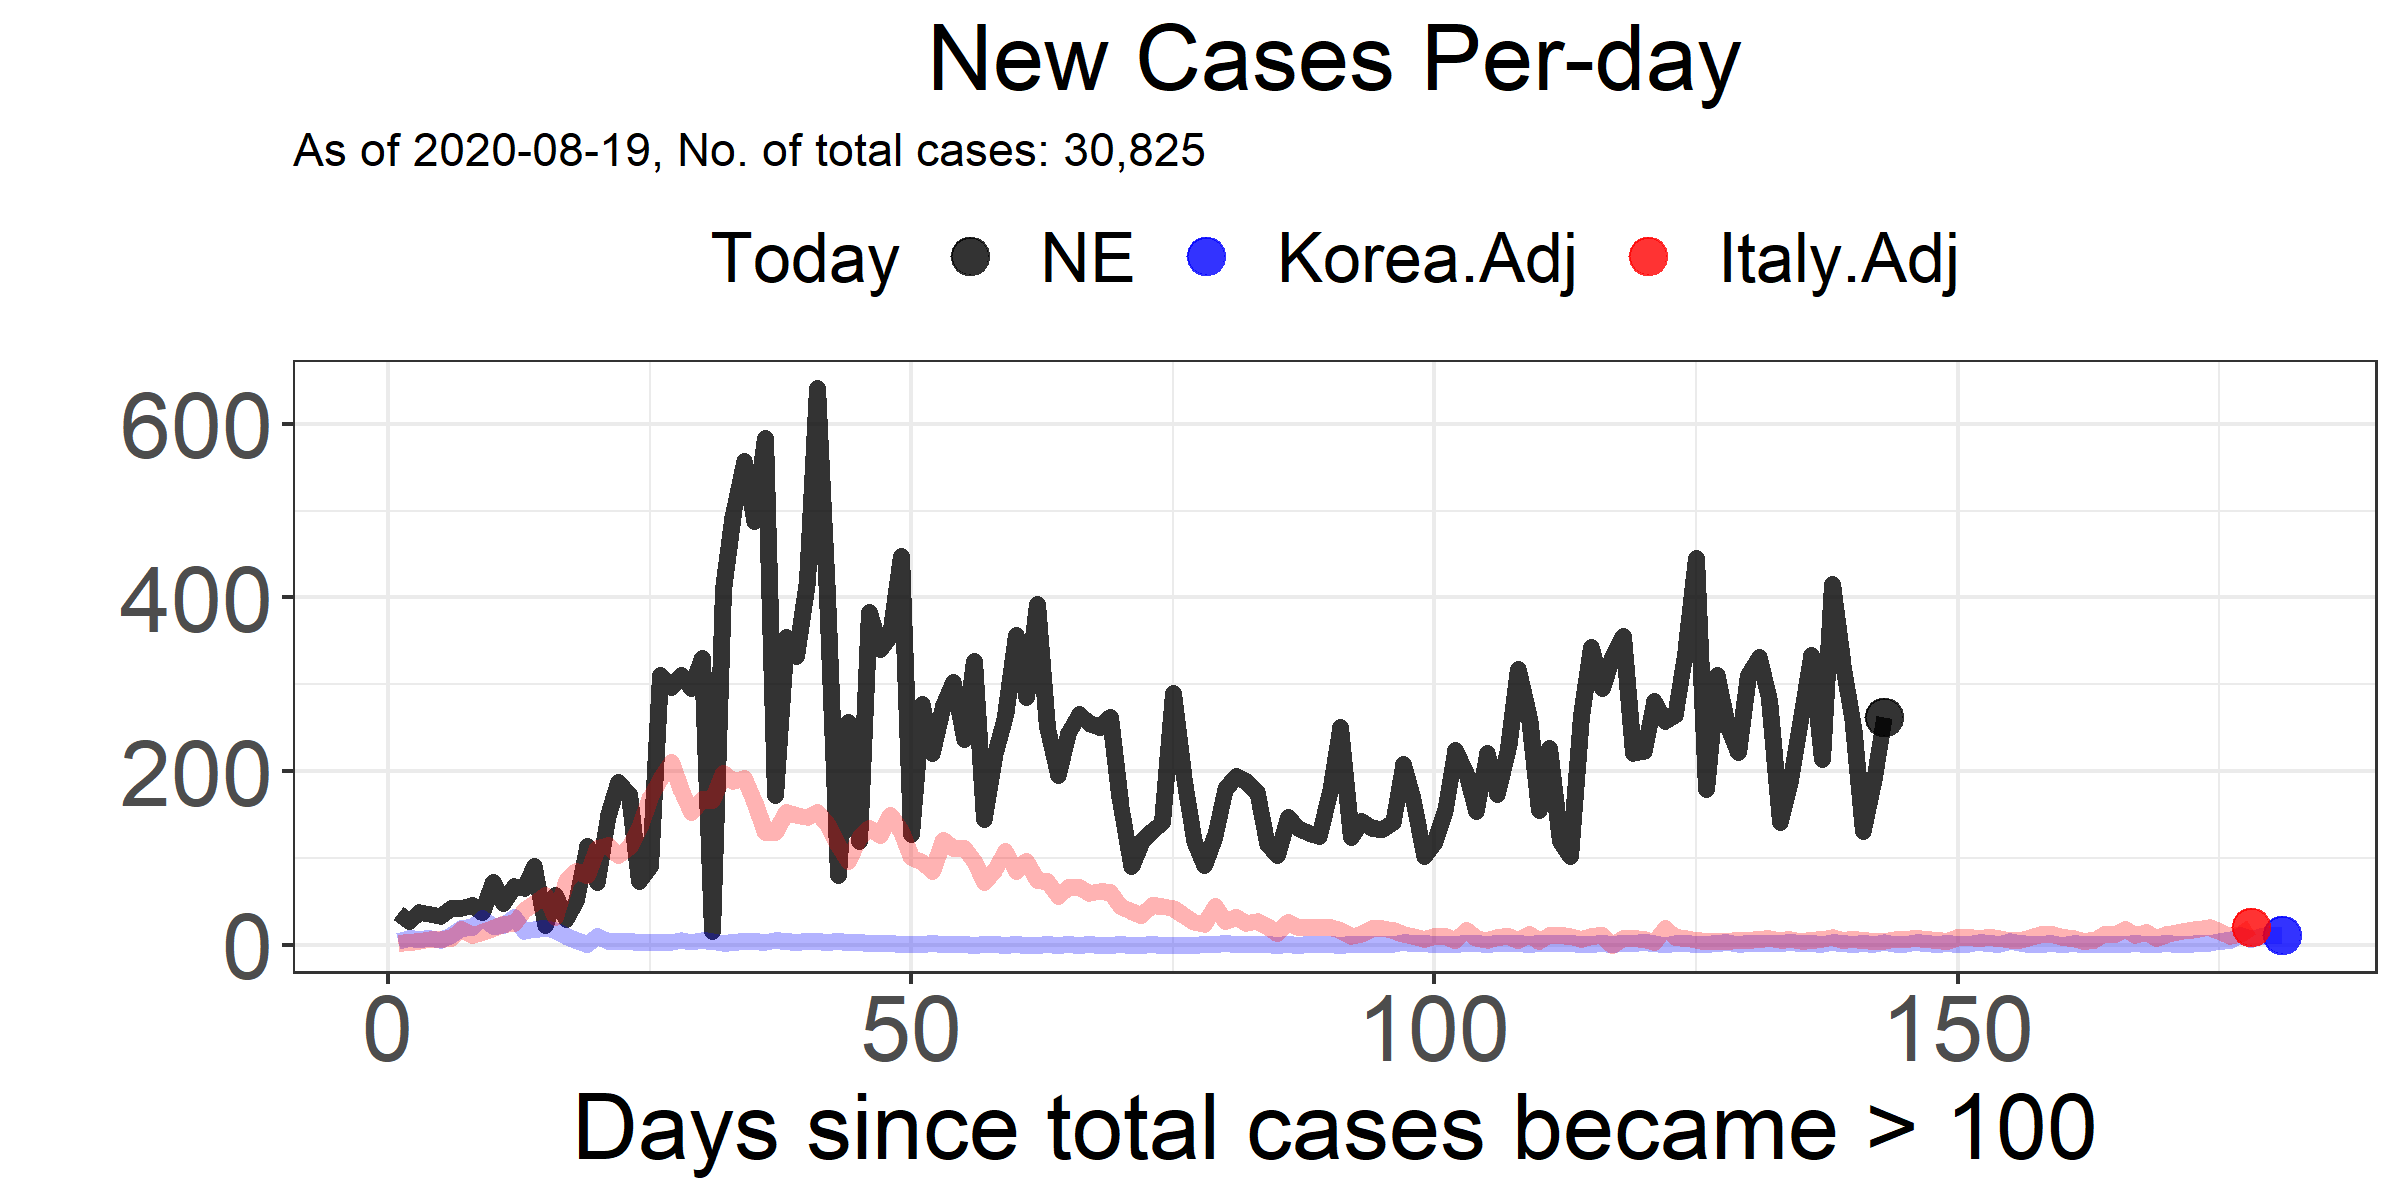 New Cases Per-day
As of 2020-08-19, No. of total cases: 30,825
Today NE Korea.Adj Italy.Adj
600
400
200
0
0 50 100 150
Days since total cases became > 100